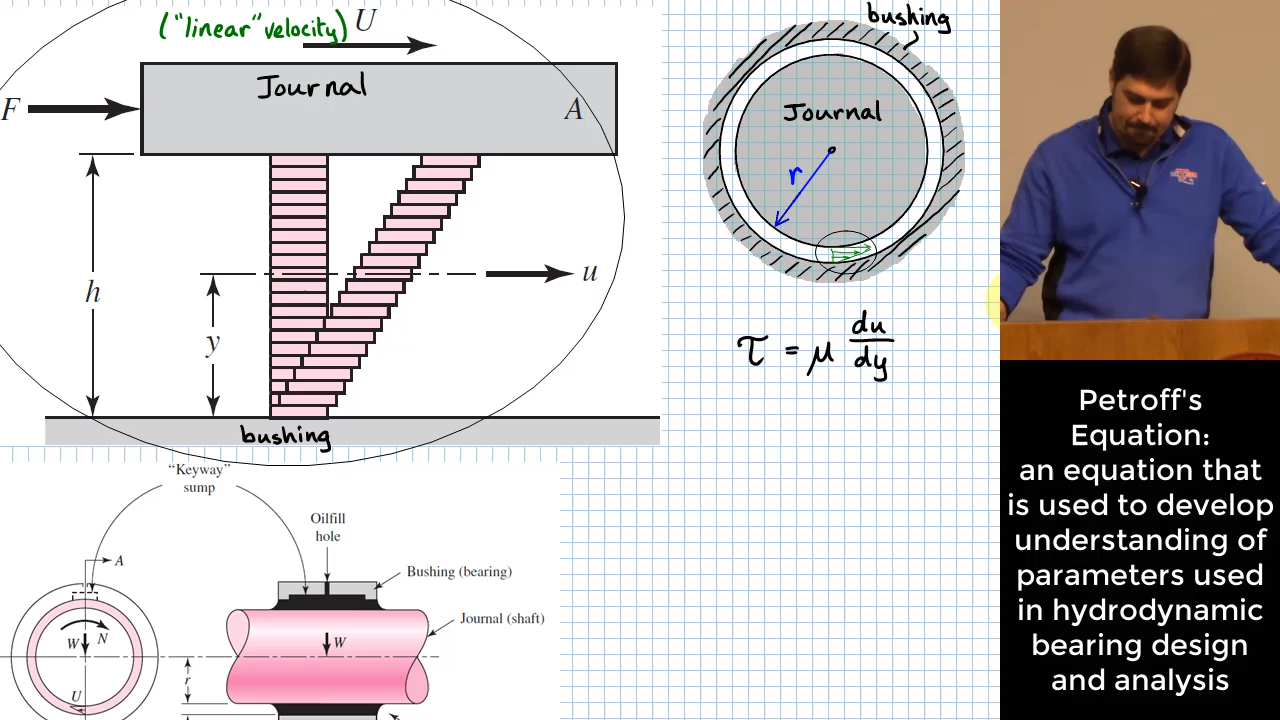 ("linear" velocity) U
Journal
F
A
h
y
u
bushing
bushing
Journal
r
τ = μ du/dy
"Keyway"
sump
Oilfill
hole
A
Bushing (bearing)
Journal (shaft)
W
N
W
r
U
Petroff's
Equation:
an equation that
is used to develop
understanding of
parameters used
in hydrodynamic
bearing design
and analysis